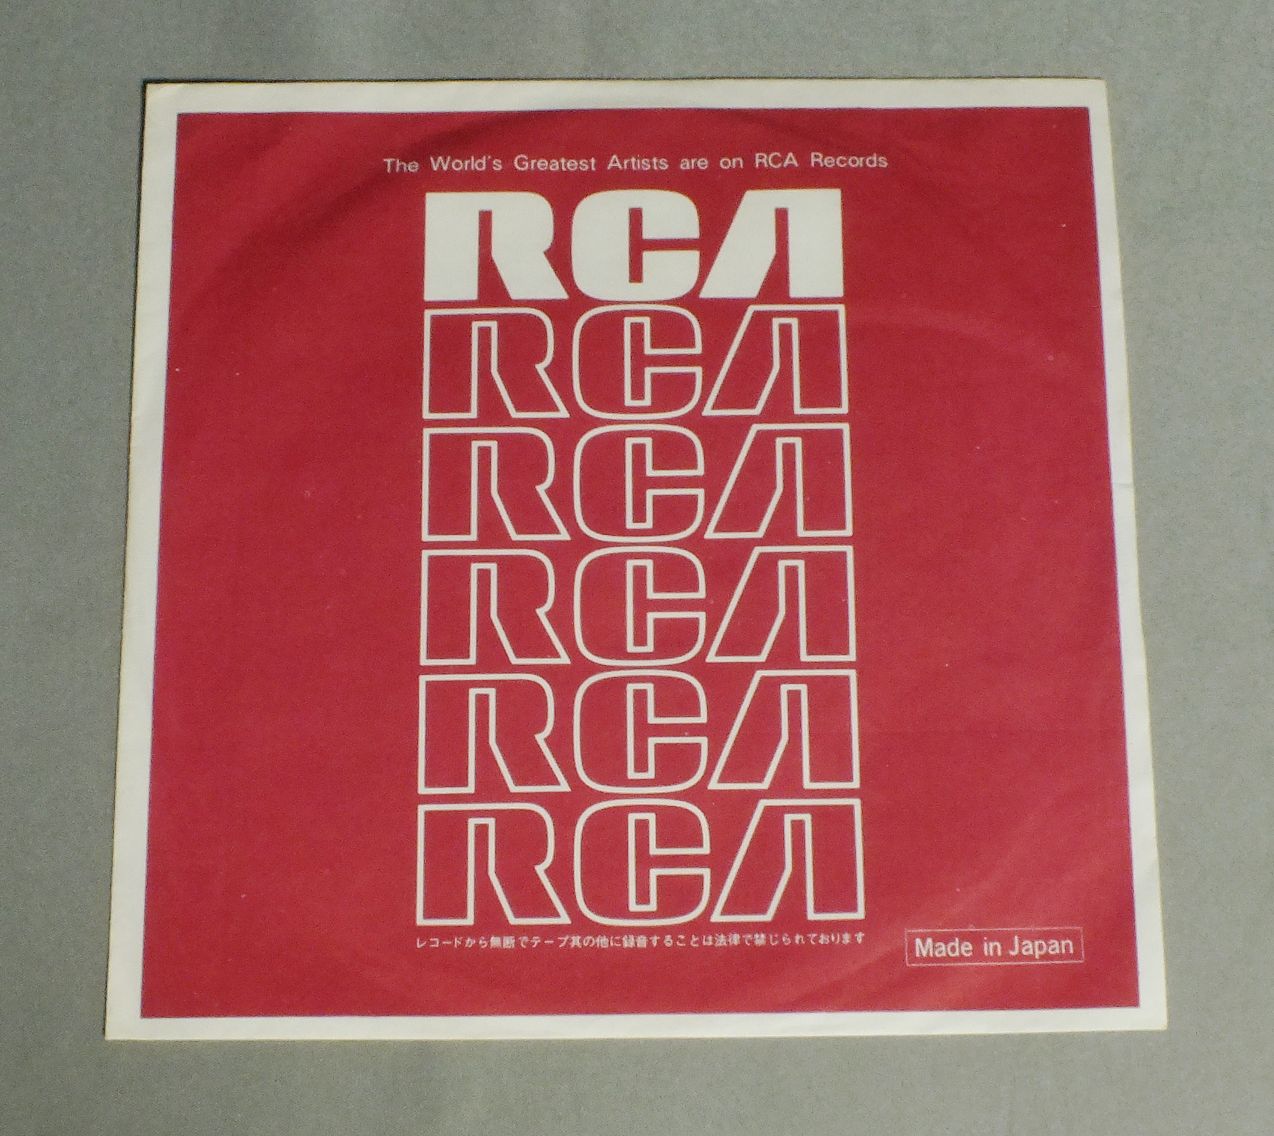 The World's Greatest Artists are on RCA Records
RCA
RCA
RCA
RCA
RCA
RCA
レコードから無断でテープ其の他に録音することは法律で禁じられております
Made in Japan